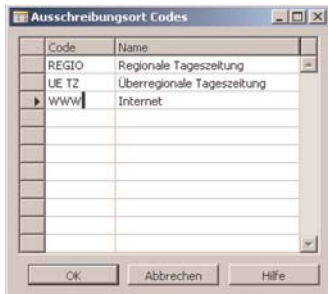 Ausschreibungsort Codes
Code Name
REGIO Regionale Tageszeitung
UE TZ Überregionale Tageszeitung
WWW Internet
OK Abbrechen Hilfe